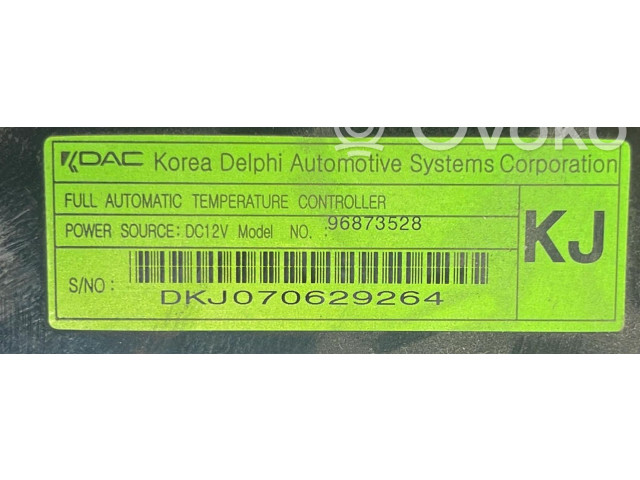 Ovoko
KDAC Korea Delphi Automotive Systems Corporation
FULL AUTOMATIC TEMPERATURE CONTROLLER
POWER SOURCE: DC12V Model NO. : 96873528
KJ
S/NO :
DKJ070629264